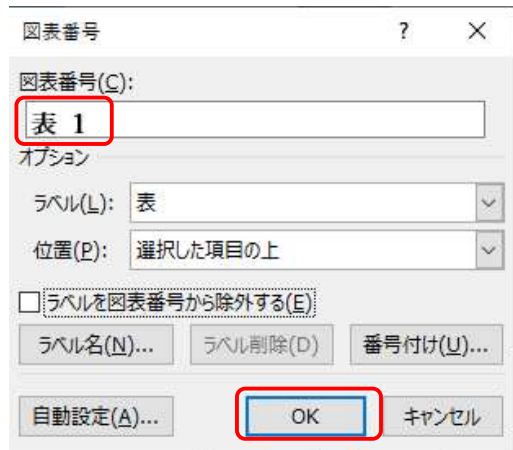 図表番号 ? ×
図表番号(C):
表 1
オプション
ラベル(L): 表
位置(P): 選択した項目の上
ラベルを図表番号から除外する(E)
ラベル名(N)... ラベル削除(D) 番号付け(U)...
自動設定(A)... OK キャンセル